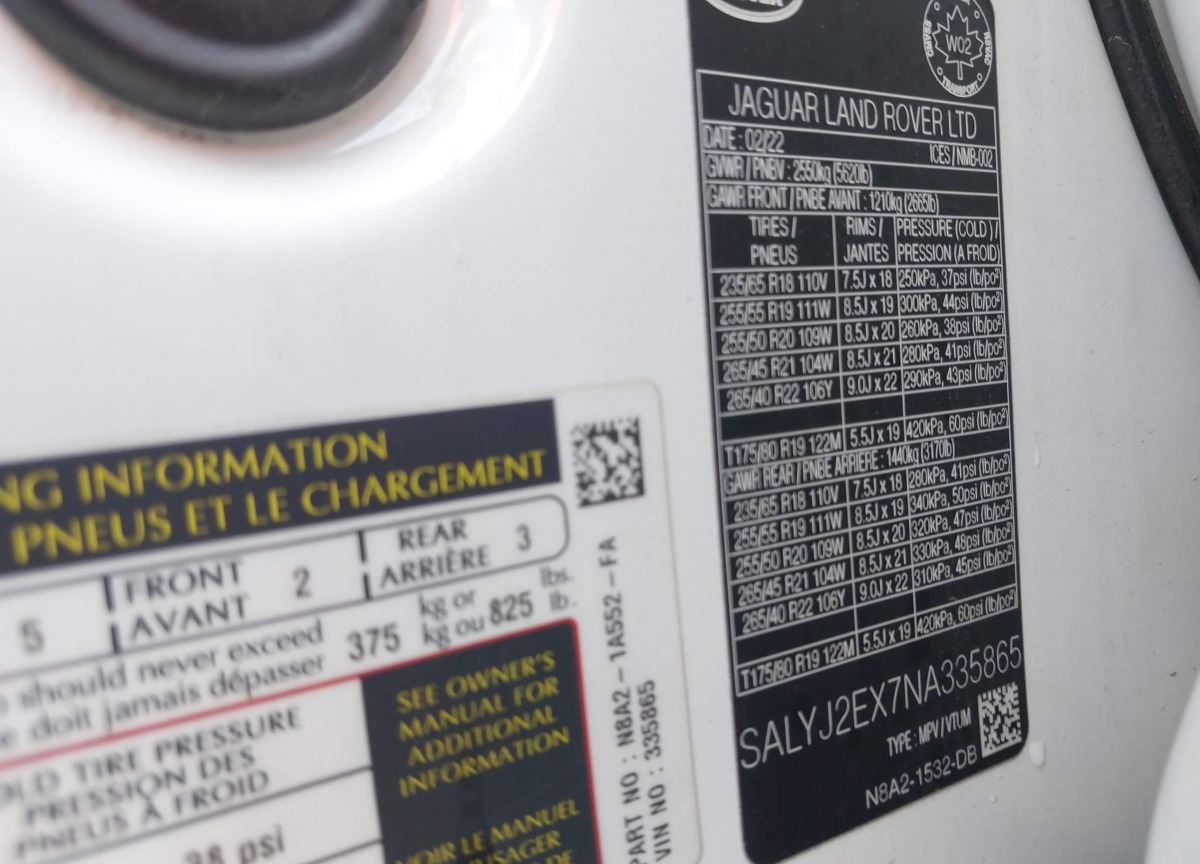 W02
TRANSPORT
JAGUAR LAND ROVER LTD
DATE : 02/22
ICES / NMB-002
GVWR / PNBV : 2550kg (5620lb)
GAWR FRONT / PNBE AVANT : 1210kg (2665lb)
TIRES / PNEUS RIMS / JANTES PRESSURE (COLD) / PRESSION (A FROID)
235/65 R18 110V 7.5J x 18 250kPa, 37psi (lb/po²)
255/55 R19 111W 8.5J x 19 300kPa, 44psi (lb/po²)
255/50 R20 109W 8.5J x 20 260kPa, 38psi (lb/po²)
265/45 R21 104W 8.5J x 21 280kPa, 41psi (lb/po²)
265/40 R22 106Y 9.0J x 22 290kPa, 43psi (lb/po²)
T175/80 R19 122M 5.5J x 19 420kPa, 60psi (lb/po²)
GAWR REAR / PNBE ARRIERE : 1440kg (3170lb)
235/65 R18 110V 7.5J x 18 280kPa, 41psi (lb/po²)
255/55 R19 111W 8.5J x 19 340kPa, 50psi (lb/po²)
255/50 R20 109W 8.5J x 20 320kPa, 47psi (lb/po²)
265/45 R21 104W 8.5J x 21 330kPa, 48psi (lb/po²)
265/40 R22 106Y 9.0J x 22 310kPa, 45psi (lb/po²)
T175/80 R19 122M 5.5J x 19 420kPa, 60psi (lb/po²)
SALYJ2EX7NA335865
TYPE : MPV / VTUM
N8A2-1532-DB
NG INFORMATION
PNEUS ET LE CHARGEMENT
5 FRONT AVANT 2 REAR ARRIÈRE 3
should never exceed 375 kg or 825 lbs.
doit jamais dépasser kg ou lb.
OLD TIRE PRESSURE
PRESSION DES
PNEUS À FROID
38 psi
SEE OWNER'S
MANUAL FOR
ADDITIONAL
INFORMATION
VOIR LE MANUEL
USAGER
DE
PART NO : N8A2 – 1A552 – FA
VIN NO : 335865